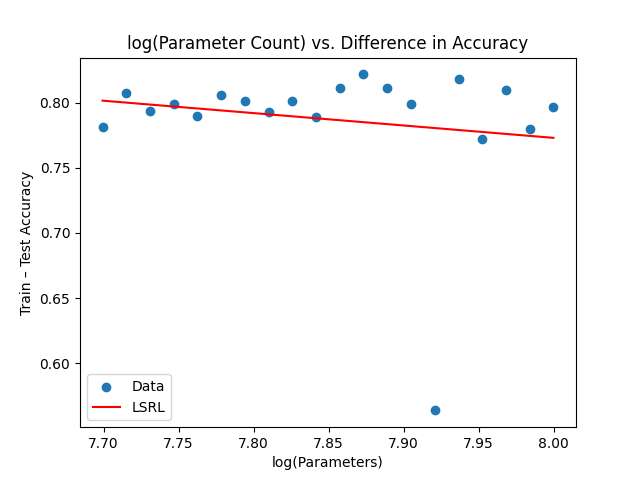 log(Parameter Count) vs. Difference in Accuracy
Train – Test Accuracy
0.80
0.75
0.70
0.65
0.60
Data
LSRL
7.70 7.75 7.80 7.85 7.90 7.95 8.00
log(Parameters)